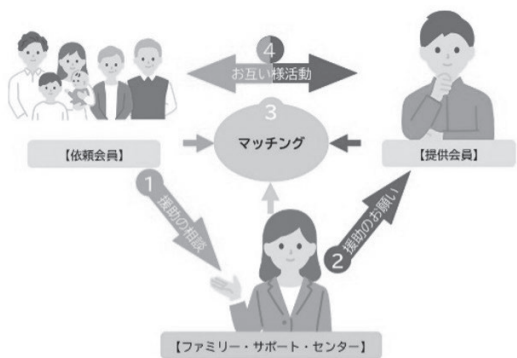 4
お互い様活動
3
マッチング
【依頼会員】
【提供会員】
1
援助の相談
2
援助のお願い
【ファミリー・サポート・センター】